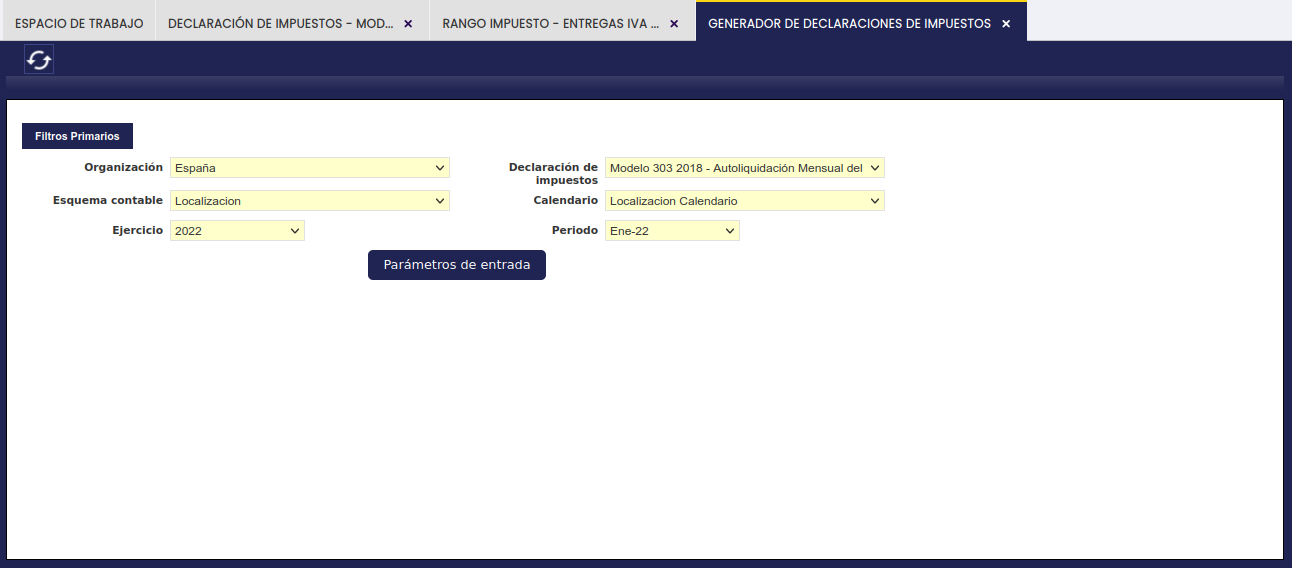 ESPACIO DE TRABAJO
DECLARACIÓN DE IMPUESTOS - MOD... ×
RANGO IMPUESTO - ENTREGAS IVA ... ×
GENERADOR DE DECLARACIONES DE IMPUESTOS ×
Filtros Primarios
Organización España
Declaración de impuestos Modelo 303 2018 - Autoliquidación Mensual del
Esquema contable Localizacion
Calendario Localizacion Calendario
Ejercicio 2022
Periodo Ene-22
Parámetros de entrada